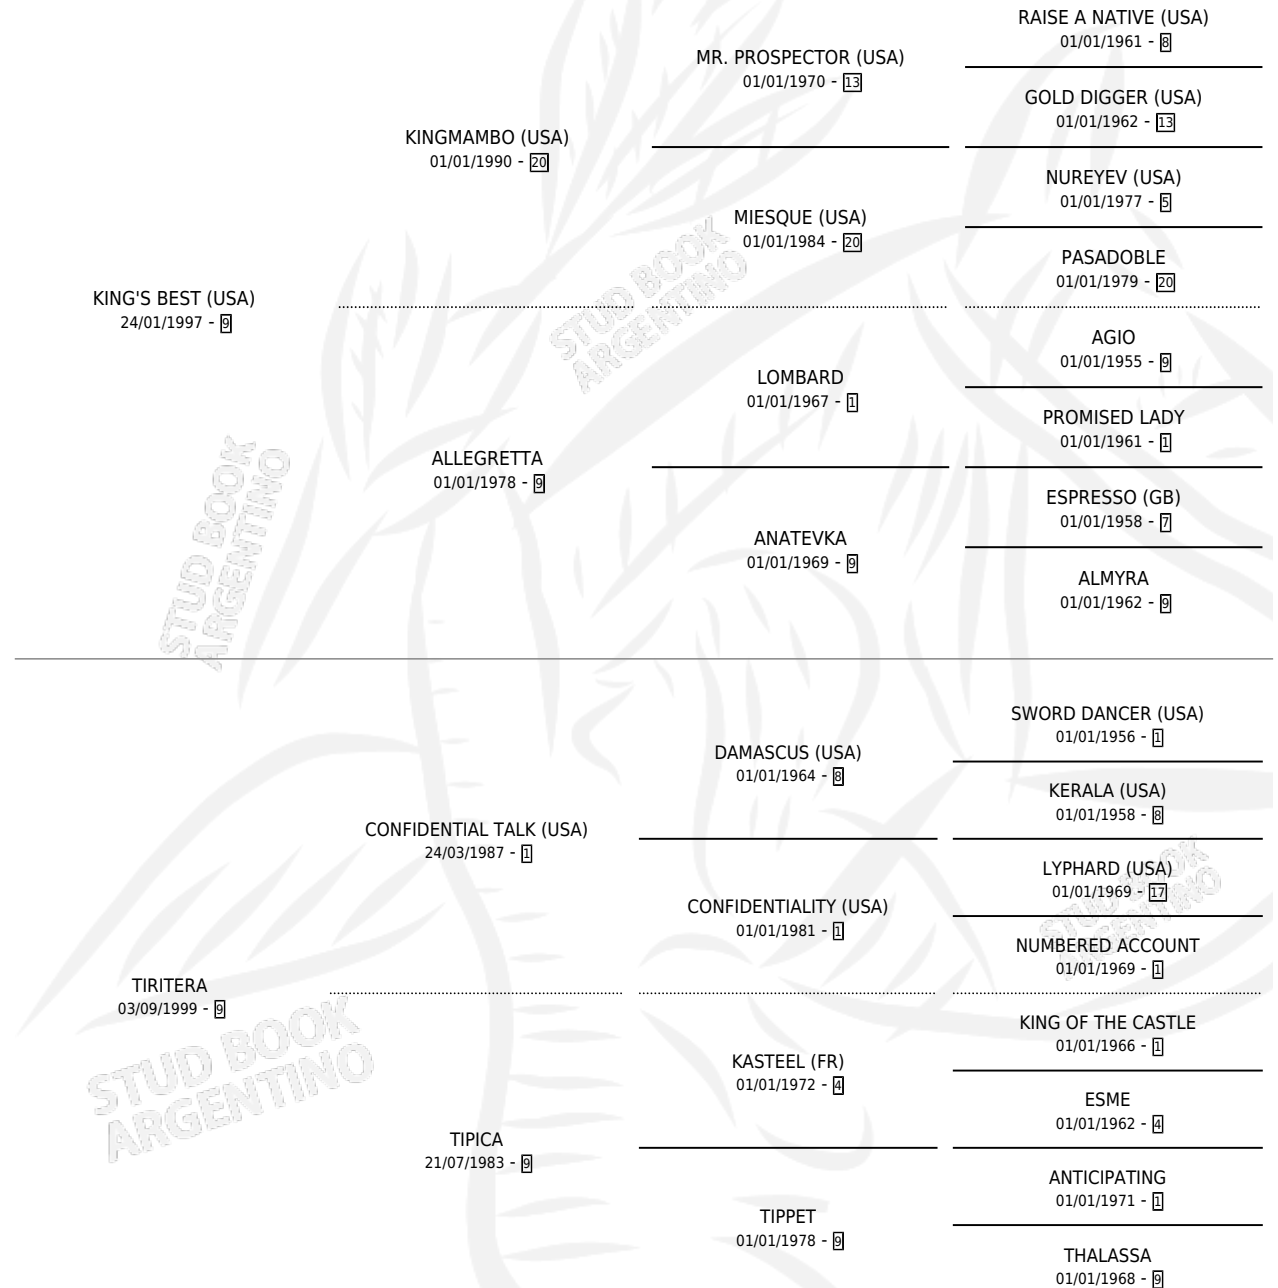 RAISE A NATIVE (USA)
01/01/1961 - 8
MR. PROSPECTOR (USA)
01/01/1970 - 13
GOLD DIGGER (USA)
01/01/1962 - 13
KINGMAMBO (USA)
01/01/1990 - 20
NUREYEV (USA)
01/01/1977 - 5
MIESQUE (USA)
01/01/1984 - 20
PASADOBLE
01/01/1979 - 20
KING'S BEST (USA)
24/01/1997 - 9
AGIO
01/01/1955 - 9
LOMBARD
01/01/1967 - 1
PROMISED LADY
01/01/1961 - 1
ALLEGRETTA
01/01/1978 - 9
ESPRESSO (GB)
01/01/1958 - 7
ANATEVKA
01/01/1969 - 9
ALMYRA
01/01/1962 - 9
SWORD DANCER (USA)
01/01/1956 - 1
DAMASCUS (USA)
01/01/1964 - 8
KERALA (USA)
01/01/1958 - 8
CONFIDENTIAL TALK (USA)
24/03/1987 - 1
LYPHARD (USA)
01/01/1969 - 17
CONFIDENTIALITY (USA)
01/01/1981 - 1
NUMBERED ACCOUNT
01/01/1969 - 1
TIRITERA
03/09/1999 - 9
KING OF THE CASTLE
01/01/1966 - 1
KASTEEL (FR)
01/01/1972 - 4
ESME
01/01/1962 - 4
TIPICA
21/07/1983 - 9
ANTICIPATING
01/01/1971 - 1
TIPPET
01/01/1978 - 9
THALASSA
01/01/1968 - 9
STUD BOOK
ARGENTINO
STUD BOOK
ARGENTINO
STUD BOOK
ARGENTINO
STUD BOOK
ARGENTINO